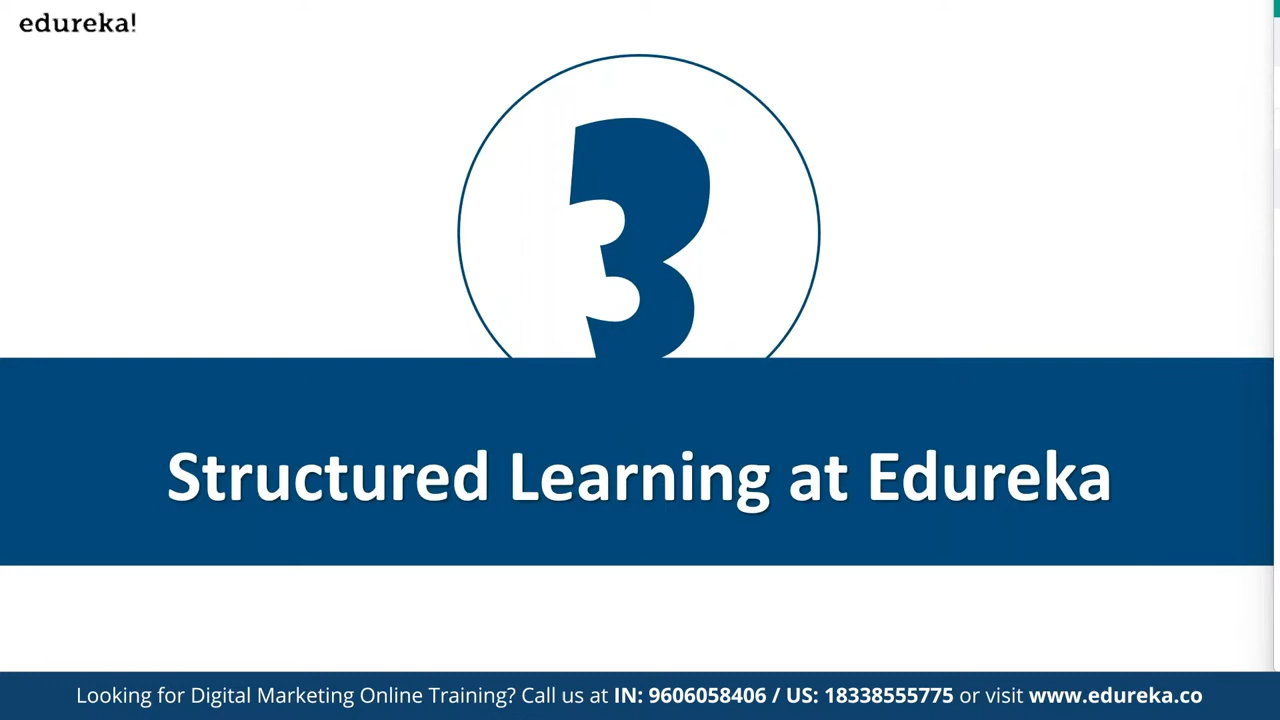 edureka!
3
Structured Learning at Edureka
Looking for Digital Marketing Online Training? Call us at IN: 9606058406 / US: 18338555775 or visit www.edureka.co